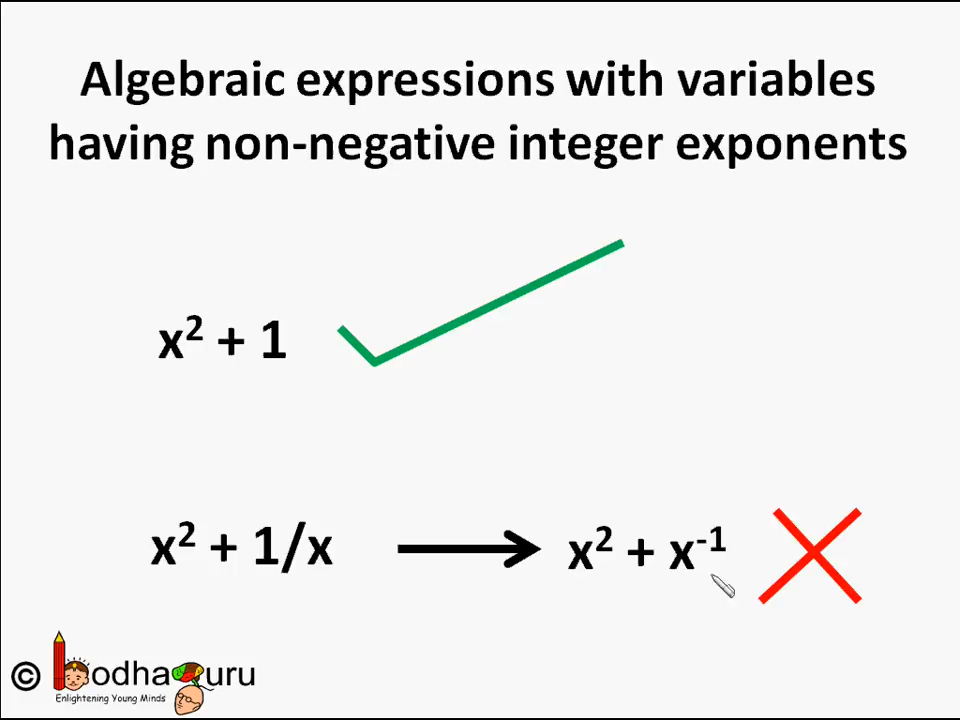 Algebraic expressions with variables
having non-negative integer exponents
x² + 1
x² + 1/x x² + x⁻¹
© bodhaGuru
Enlightening Young Minds